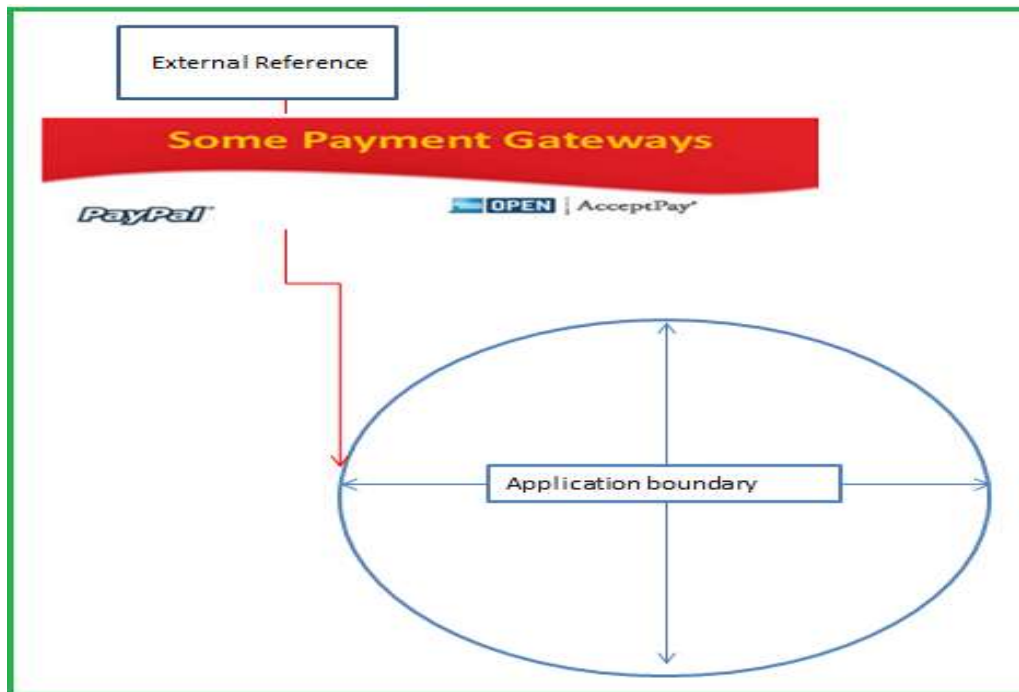 External Reference
Some Payment Gateways
PayPal
OPEN | AcceptPay
Application boundary